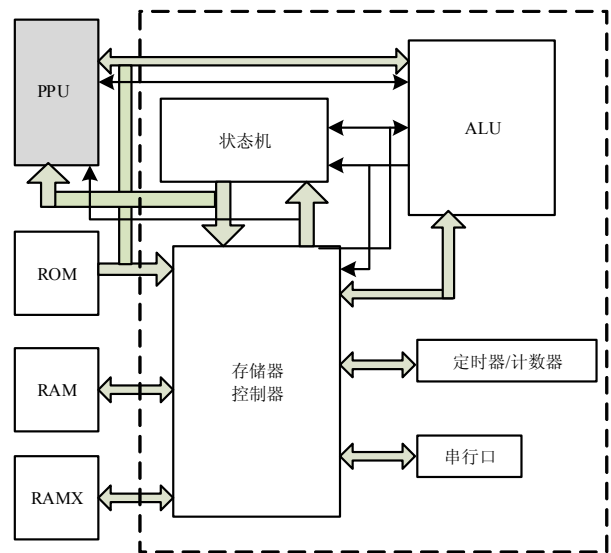 PPU
ALU
状态机
ROM
存储器
控制器
RAM
定时器/计数器
串行口
RAMX